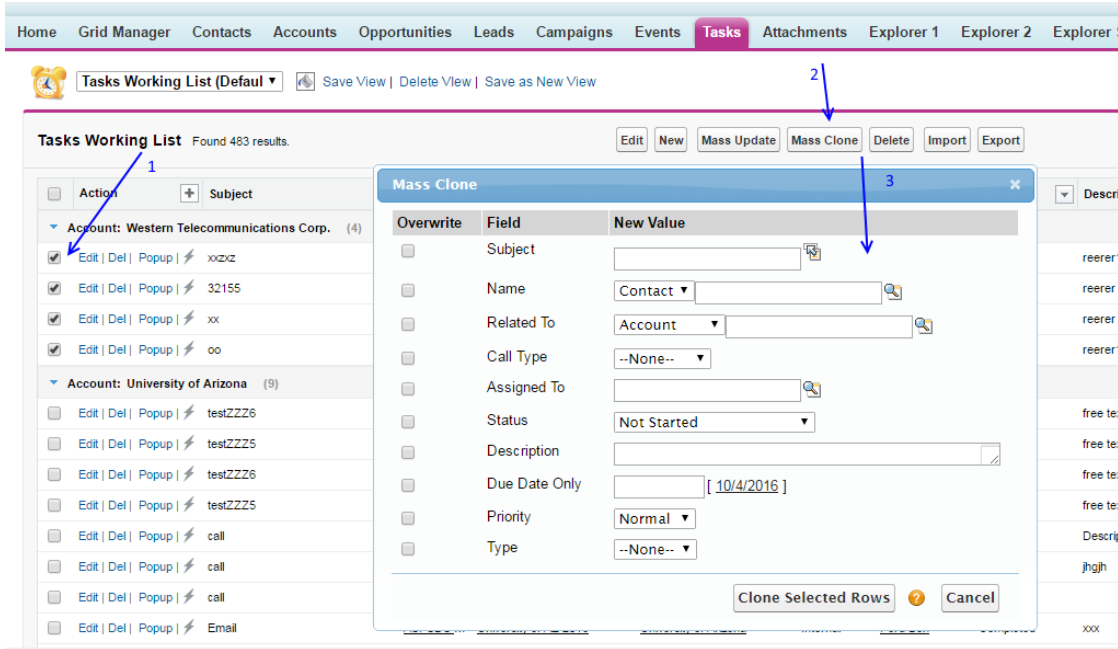 Home Grid Manager Contacts Accounts Opportunities Leads Campaigns Events Tasks Attachments Explorer 1 Explorer 2 Explorer
Tasks Working List (Defaul Save View | Delete View | Save as New View
2
Tasks Working List Found 483 results. Edit New Mass Update Mass Clone Delete Import Export
1
Mass Clone 3
Action Subject Descri
Overwrite Field New Value
Account: Western Telecommunications Corp. (4)
Subject
Edit | Del | Popup | xxzxz reerer
Name Contact
Edit | Del | Popup | 32155 reerer
Related To Account
Edit | Del | Popup | xx reerer
Call Type --None--
Edit | Del | Popup | oo reerer
Account: University of Arizona (9)
Assigned To
Edit | Del | Popup | testZZZ6 free te
Status Not Started
Edit | Del | Popup | testZZZ5 free te
Description
Edit | Del | Popup | testZZZ6 free te
Due Date Only [ 10/4/2016 ]
Edit | Del | Popup | testZZZ5 free te
Priority Normal
Edit | Del | Popup | call Descrip
Type --None--
Edit | Del | Popup | call jhgjh
Edit | Del | Popup | call
Clone Selected Rows Cancel
Edit | Del | Popup | Email xxx